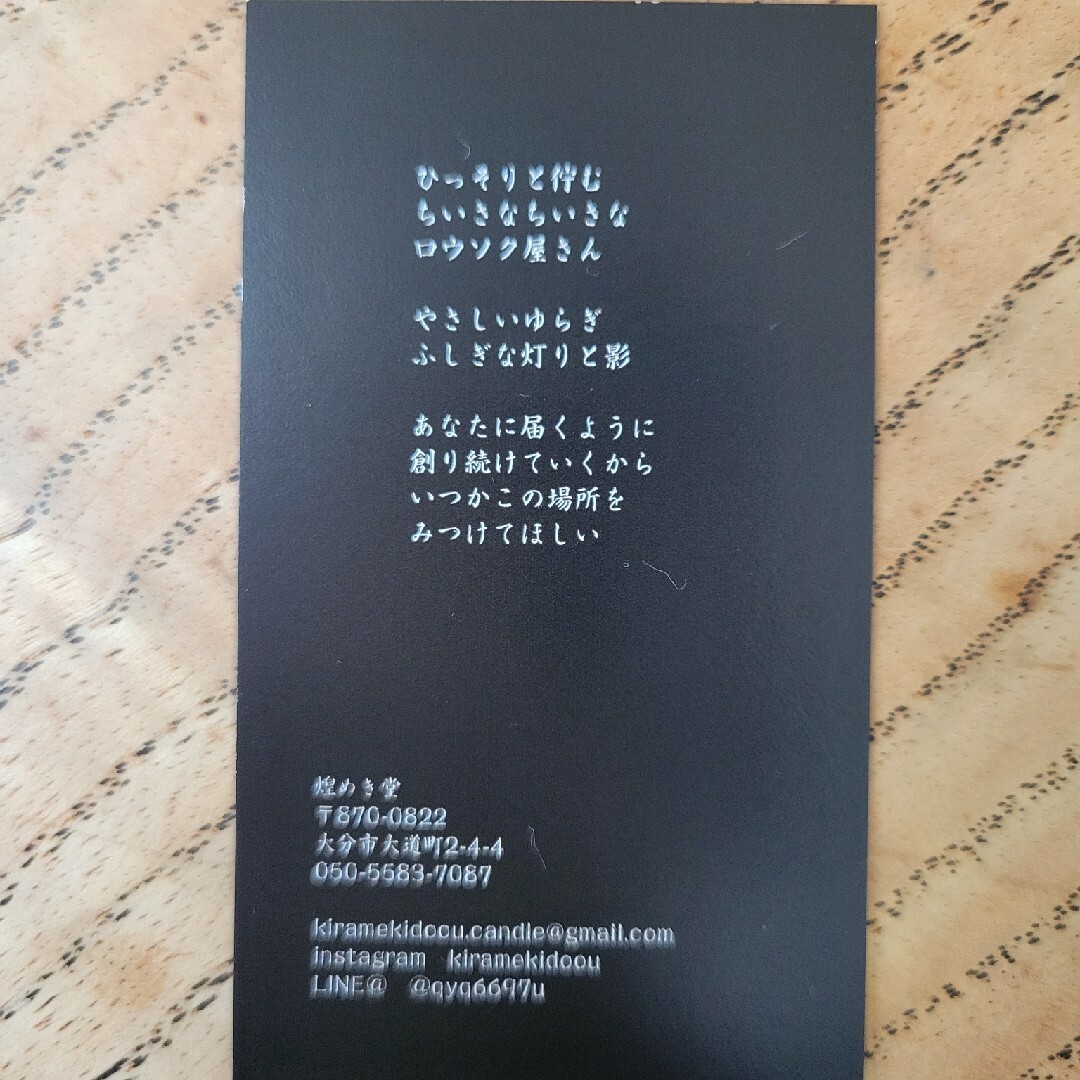 ひっそりと佇む
ちいさなちいさな
ロウソク屋さん
やさしいゆらぎ
ふしぎな灯りと影
あなたに届くように
創り続けていくから
いつかこの場所を
みつけてほしい
煌めき堂
〒870-0822
大分市大道町2-4-4
050-5583-7087
kiramekidoou.candle@gmail.com
instagram kiramekidoou
LINE@ @qyq6697u